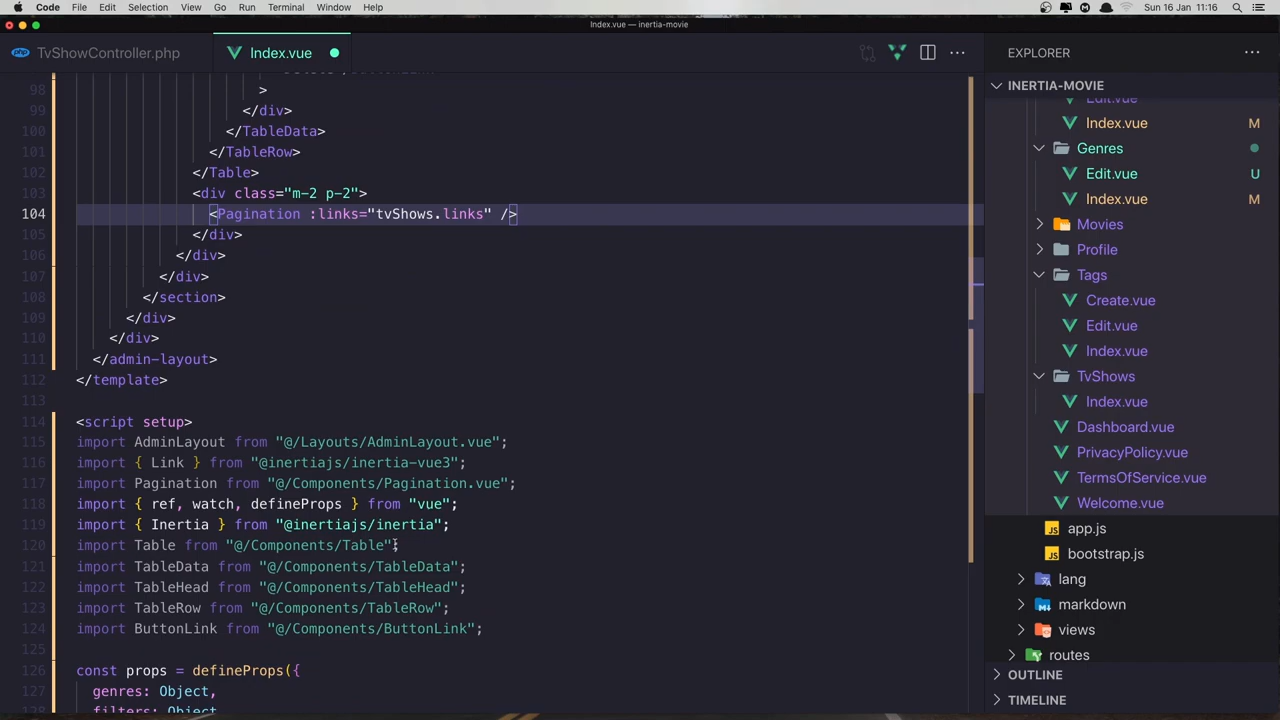 Code File Edit Selection View Go Run Terminal Window Help Sun 16 Jan 11:16
Index.vue — inertia-movie
TvShowController.php Index.vue
98 >
99 </div>
100 </TableData>
101 </TableRow>
102 </Table>
103 <div class="m-2 p-2">
104 <Pagination :links="tvShows.links" />
105 </div>
106 </div>
107 </div>
108 </section>
109 </div>
110 </div>
111 </admin-layout>
112 </template>
113
114 <script setup>
115 import AdminLayout from "@/Layouts/AdminLayout.vue";
116 import { Link } from "@inertiajs/inertia-vue3";
117 import Pagination from "@/Components/Pagination.vue";
118 import { ref, watch, defineProps } from "vue";
119 import { Inertia } from "@inertiajs/inertia";
120 import Table from "@/Components/Table";
121 import TableData from "@/Components/TableData";
122 import TableHead from "@/Components/TableHead";
123 import TableRow from "@/Components/TableRow";
124 import ButtonLink from "@/Components/ButtonLink";
125
126 const props = defineProps({
127 genres: Object,
128 filters: Object
EXPLORER
INERTIA-MOVIE
Edit.vue
Index.vue M
Genres
Edit.vue U
Index.vue M
Movies
Profile
Tags
Create.vue
Edit.vue
Index.vue
TvShows
Index.vue
Dashboard.vue
PrivacyPolicy.vue
TermsOfService.vue
Welcome.vue
JS app.js
JS bootstrap.js
lang
markdown
views
routes
OUTLINE
TIMELINE